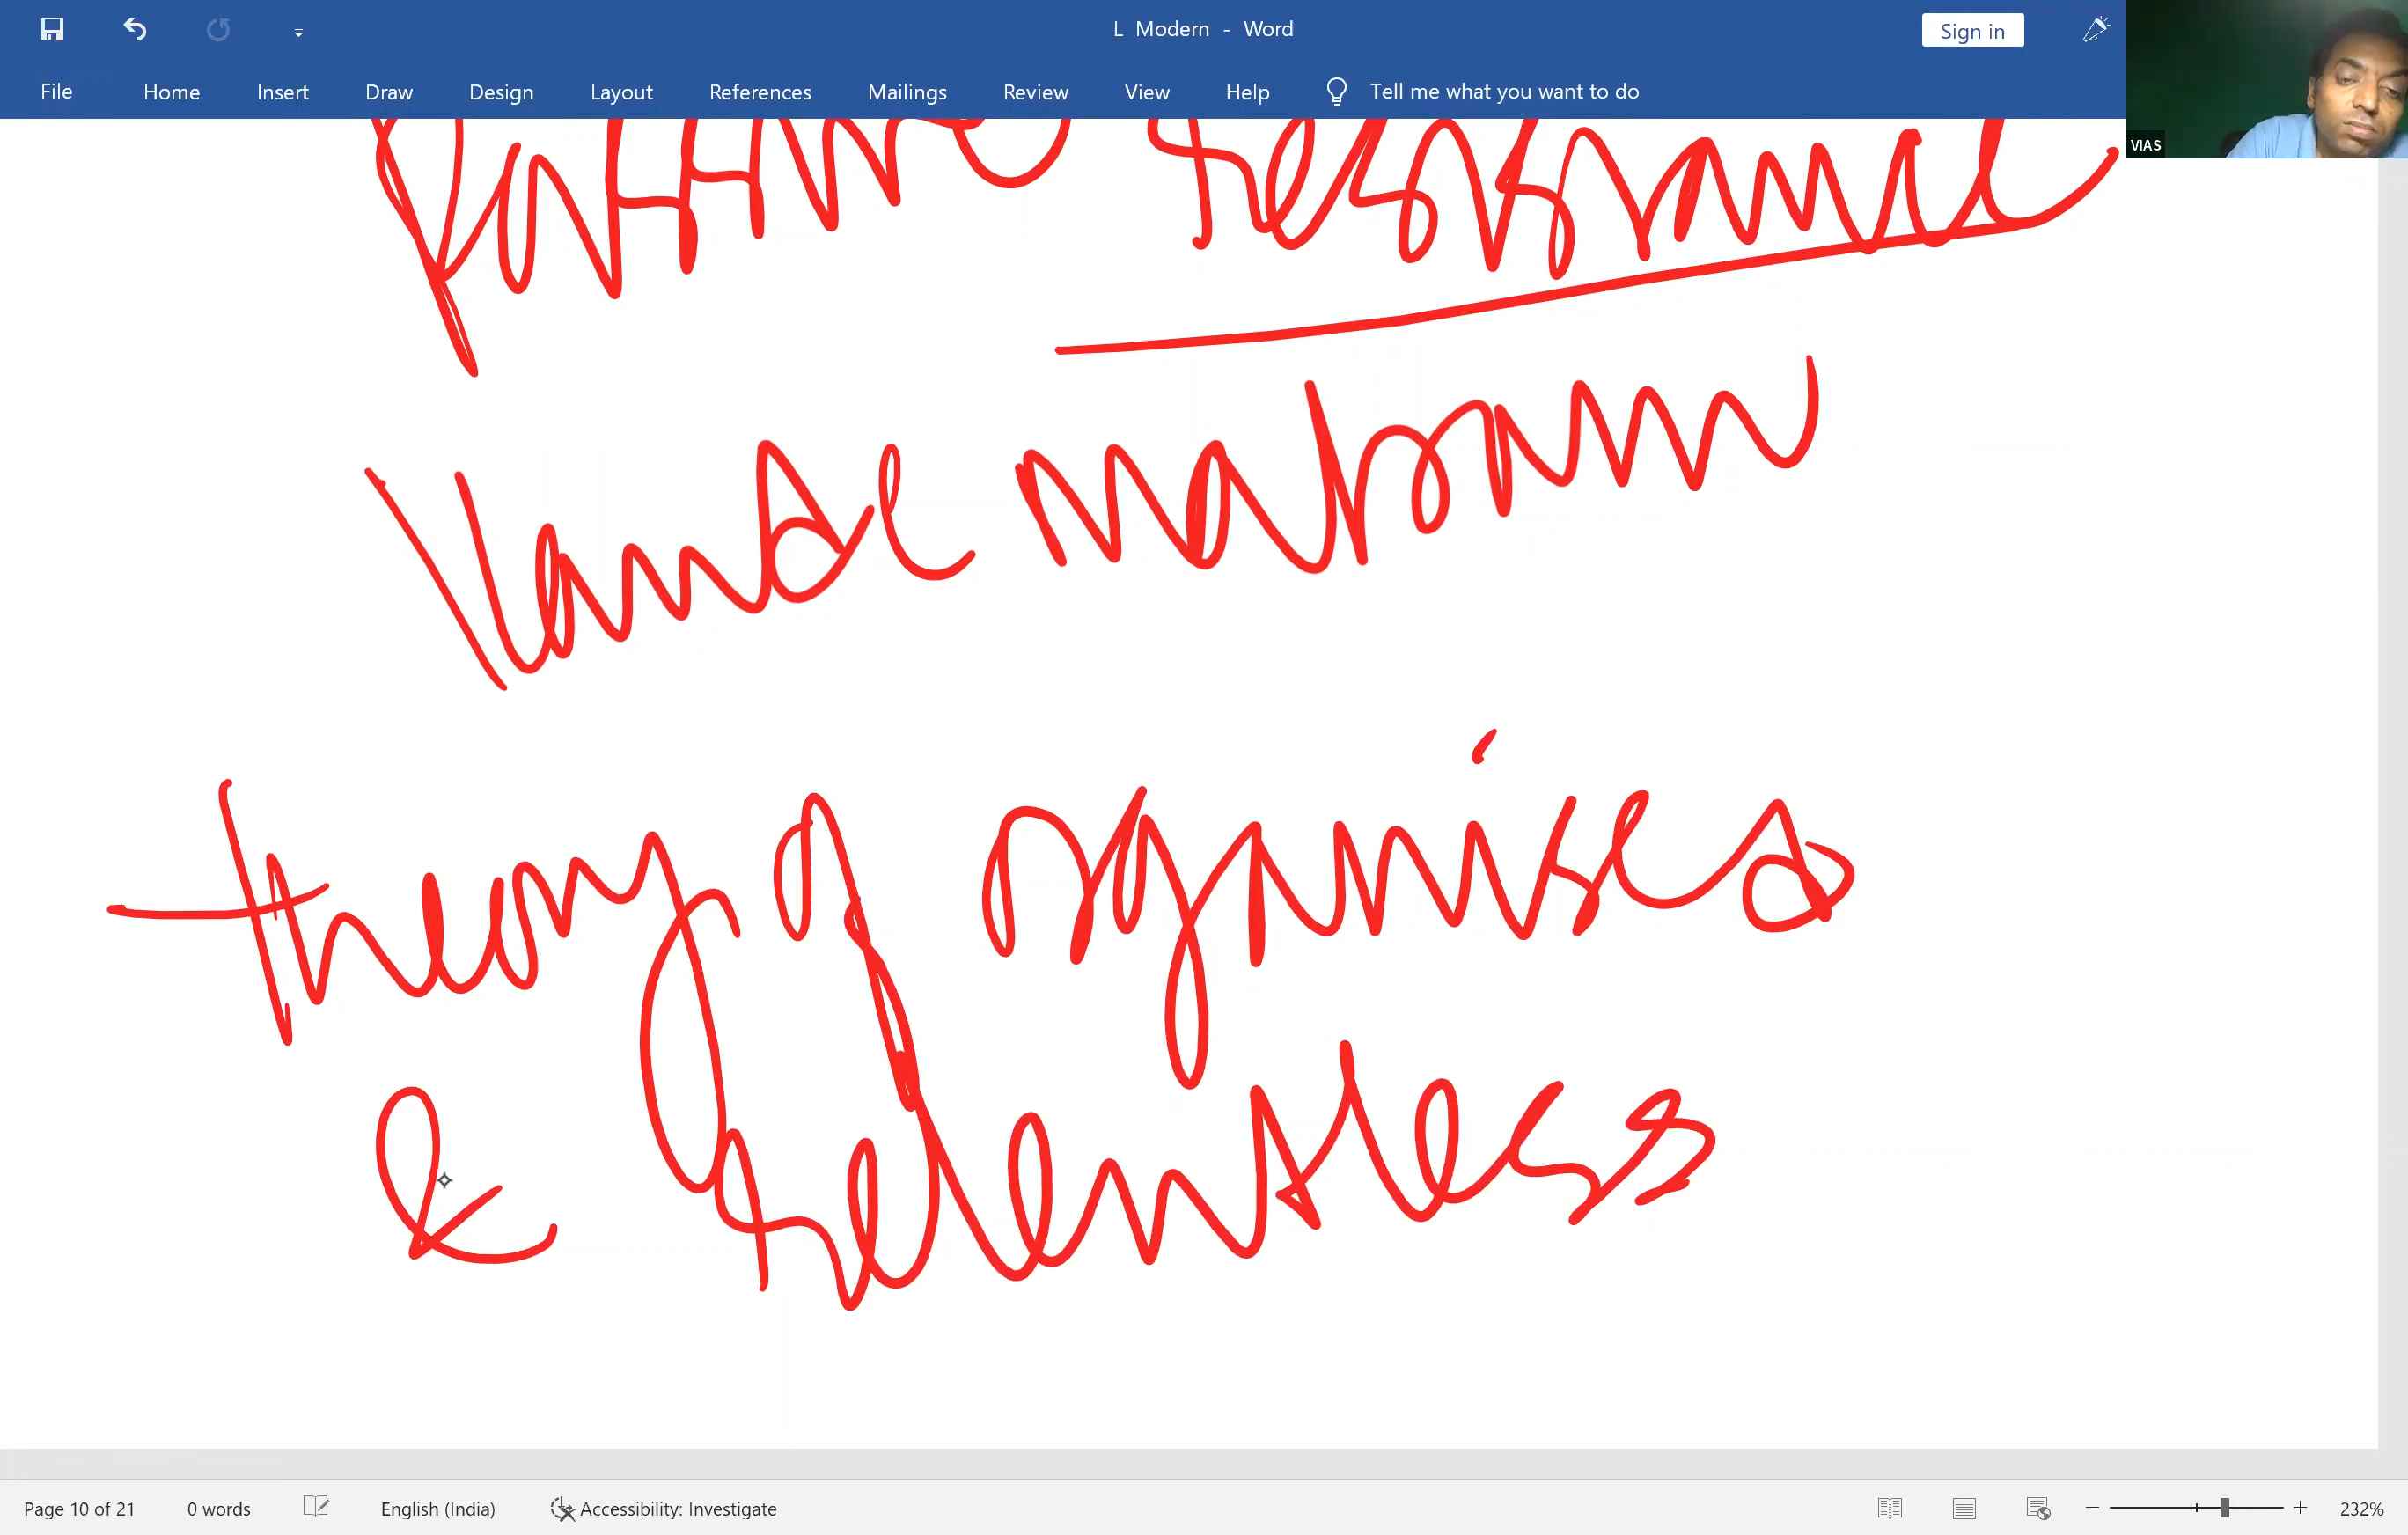 L Modern - Word
Sign in
File Home Insert Draw Design Layout References Mailings Review View Help Tell me what you want to do
VIAS
Passive resistance
Vande mataram
theory of organised
& relentless
Page 10 of 21 0 words English (India) Accessibility: Investigate 232%